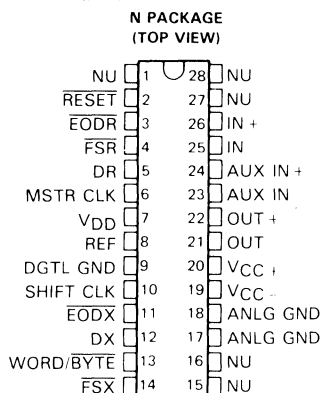 N PACKAGE
(TOP VIEW)
NU 1 28 NU
RESET 2 27 NU
EODR 3 26 IN +
FSR 4 25 IN
DR 5 24 AUX IN +
MSTR CLK 6 23 AUX IN
VDD 7 22 OUT +
REF 8 21 OUT
DGTL GND 9 20 VCC +
SHIFT CLK 10 19 VCC -
EODX 11 18 ANLG GND
DX 12 17 ANLG GND
WORD/BYTE 13 16 NU
FSX 14 15 NU